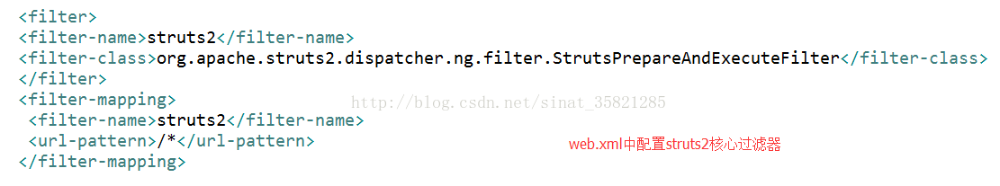 <filter>
<filter-name>struts2</filter-name>
<filter-class>org.apache.struts2.dispatcher.ng.filter.StrutsPrepareAndExecuteFilter</filter-class>
</filter>
<filter-mapping>
http://blog.csdn.net/sinat_35821285
<filter-name>struts2</filter-name>
<url-pattern>/*</url-pattern>
web.xml中配置struts2核心过滤器
</filter-mapping>